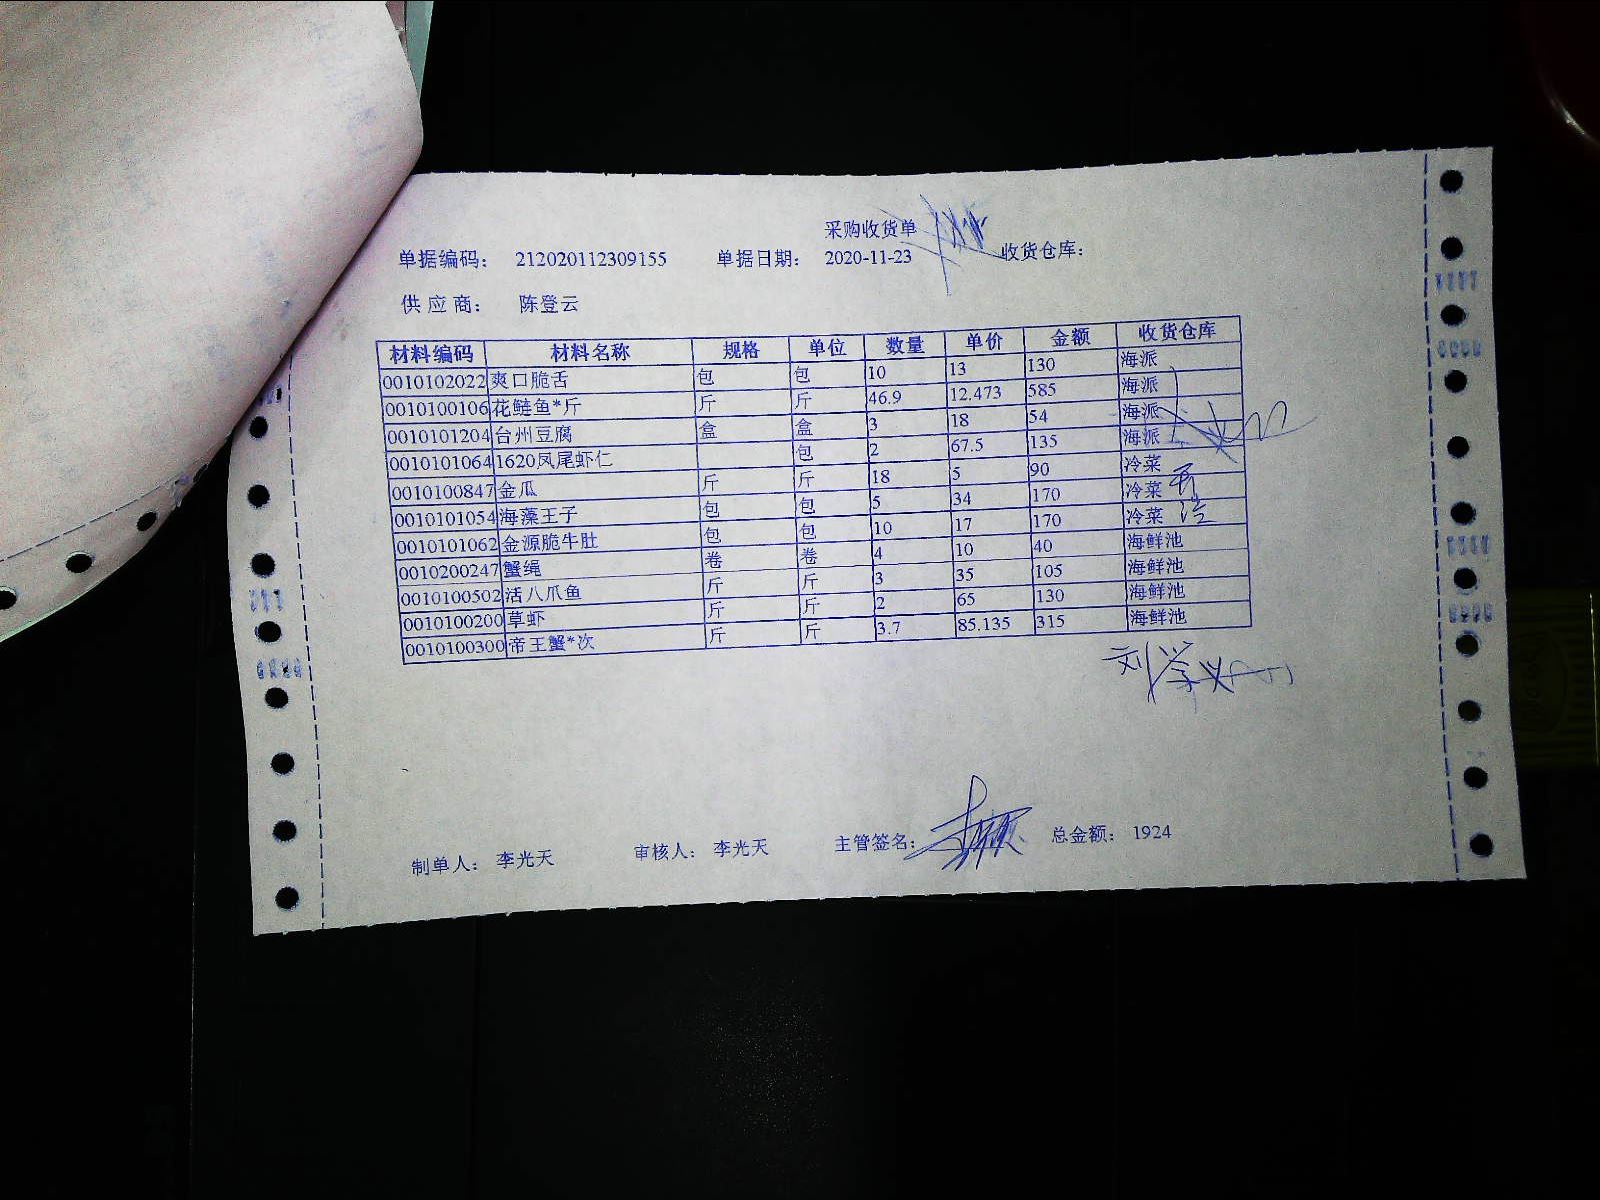 采购收货单
单据编码： 212020112309155 单据日期： 2020-11-23 收货仓库：
供应商： 陈登云
材料编码 材料名称 规格 单位 数量 单价 金额 收货仓库
0010102022 爽口脆舌 包 包 10 13 130 海派
0010100106 花鲢鱼*斤 斤 斤 46.9 12.473 585 海派
0010101204 台州豆腐 盒 盒 3 18 54 海派
0010101064 1620凤尾虾仁 包 2 67.5 135 海派
0010100847 金瓜 斤 斤 18 5 90 冷菜
0010101054 海藻王子 包 包 5 34 170 冷菜
0010101062 金源脆牛肚 包 包 10 17 170 冷菜
0010200247 蟹绳 卷 卷 4 10 40 海鲜池
0010100502 活八爪鱼 斤 斤 3 35 105 海鲜池
0010100200 草虾 斤 斤 2 65 130 海鲜池
0010100300 帝王蟹*次 斤 斤 3.7 85.135 315 海鲜池
制单人： 李光天 审核人： 李光天 主管签名： 总金额： 1924